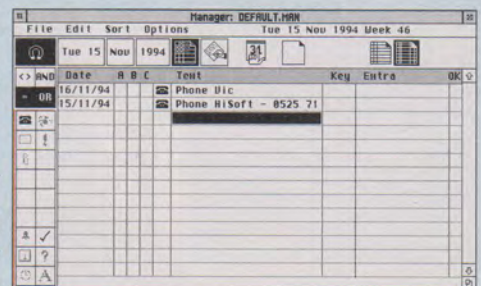 Manager: DEFAULT.MAN
File Edit Sort Options Tue 15 Nov 1994 Week 46
Tue 15 Nov 1994 31
<> AND Date A B C Text Key Extra OK
= OR 16/11/94 Phone Vic
15/11/94 Phone HiSoft - 0525 71
?
A